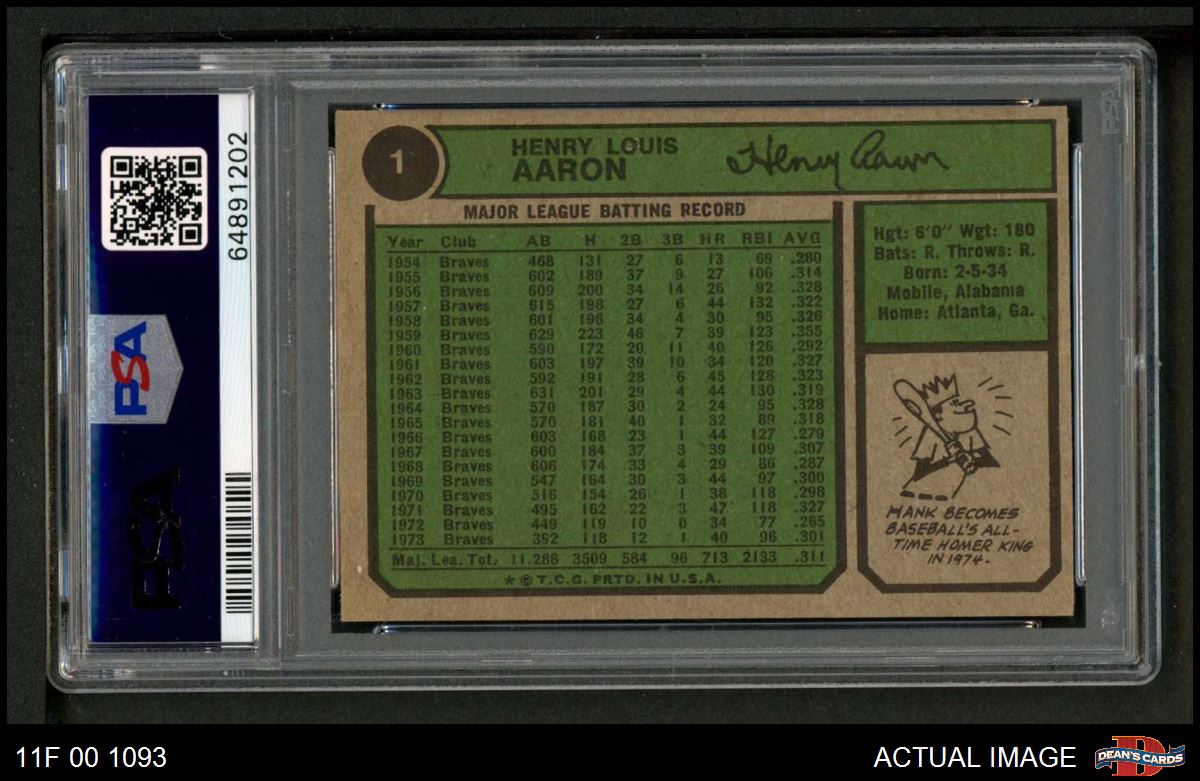 64891202
PSA
PSA
1
HENRY LOUIS
AARON
Henry Aaron
MAJOR LEAGUE BATTING RECORD
Year Club AB H 2B 3B HR RBI AVG
1954 Braves 468 131 27 6 13 69 .280
1955 Braves 602 189 37 9 27 106 .314
1956 Braves 609 200 34 14 26 92 .328
1957 Braves 615 198 27 6 44 132 .322
1958 Braves 601 196 34 4 30 95 .326
1959 Braves 629 223 46 7 39 123 .355
1960 Braves 590 172 20 11 40 126 .292
1961 Braves 603 197 39 10 34 120 .327
1962 Braves 592 191 28 6 45 128 .323
1963 Braves 631 201 29 4 44 130 .319
1964 Braves 570 187 30 2 24 95 .328
1965 Braves 570 181 40 1 32 89 .318
1966 Braves 603 168 23 1 44 127 .279
1967 Braves 600 184 37 3 39 109 .307
1968 Braves 606 174 33 4 29 86 .287
1969 Braves 547 164 30 3 44 97 .300
1970 Braves 516 154 26 1 38 118 .298
1971 Braves 495 162 22 3 47 118 .327
1972 Braves 449 119 10 0 34 77 .265
1973 Braves 392 118 12 1 40 96 .301
Maj. Lea. Tot: 11.288 3509 584 96 713 2133 .311
* © T.C.G. PRTD. IN U.S.A.
Hgt: 6'0" Wgt: 180
Bats: R. Throws: R.
Born: 2-5-34
Mobile, Alabama
Home: Atlanta, Ga.
HANK BECOMES
BASEBALL'S ALL-
TIME HOMER KING
IN 1974.
11F 00 1093
ACTUAL IMAGE
DEAN'S CARDS